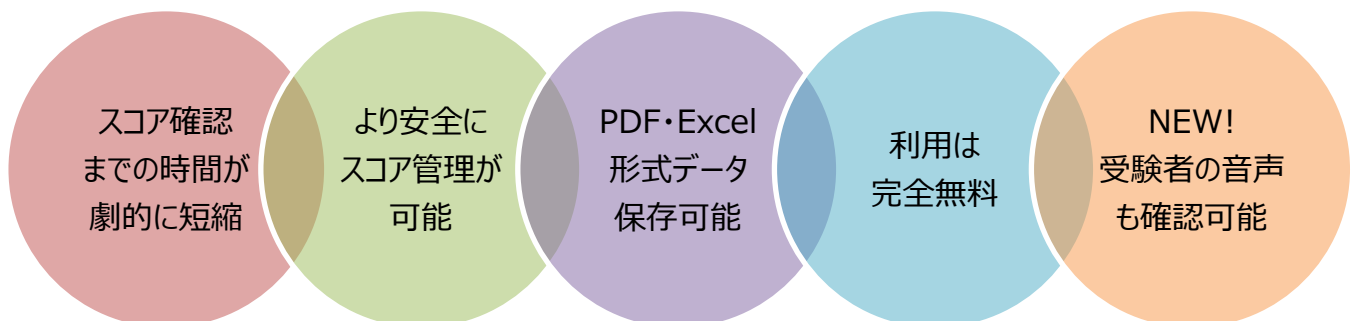 スコア確認
までの時間が
劇的に短縮
より安全に
スコア管理が
可能
PDF・Excel
形式データ
保存可能
利用は
完全無料
NEW!
受験者の音声
も確認可能